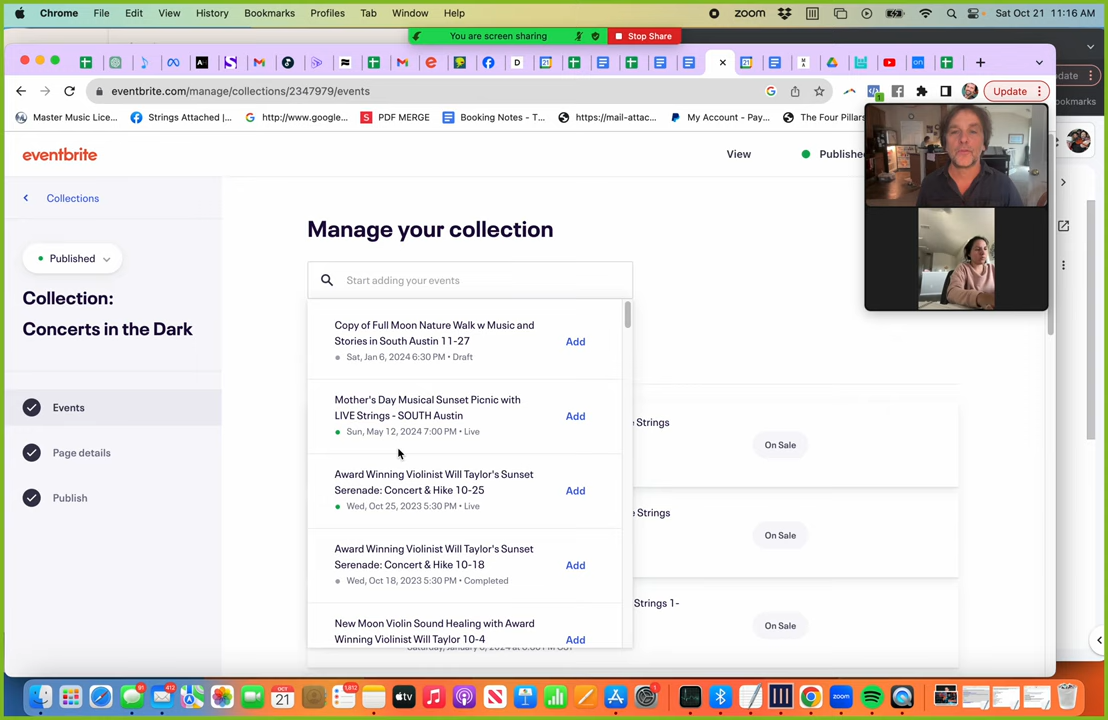 Chrome File Edit View History Bookmarks Profiles Tab Window Help zoom Sat Oct 21 11:16 AM
You are screen sharing Stop Share
eventbrite.com/manage/collections/2347979/events Update
Master Music Lice... Strings Attached |... http://www.google... PDF MERGE Booking Notes - T... https://mail-attac... My Account - Pay... The Four Pillars
eventbrite View Published
Collections
Published
Manage your collection
Start adding your events
Collection:
Concerts in the Dark
Events
Page details
Publish
Copy of Full Moon Nature Walk w Music and
Stories in South Austin 11-27
Add
Sat, Jan 6, 2024 6:30 PM • Draft
Mother's Day Musical Sunset Picnic with
LIVE Strings - SOUTH Austin
Add
Sun, May 12, 2024 7:00 PM • Live
Award Winning Violinist Will Taylor's Sunset
Serenade: Concert & Hike 10-25
Add
Wed, Oct 25, 2023 5:30 PM • Live
Award Winning Violinist Will Taylor's Sunset
Serenade: Concert & Hike 10-18
Add
Wed, Oct 18, 2023 5:30 PM • Completed
New Moon Violin Sound Healing with Award
Winning Violinist Will Taylor 10-4
Add
e Strings
On Sale
e Strings
On Sale
Strings 1-
On Sale